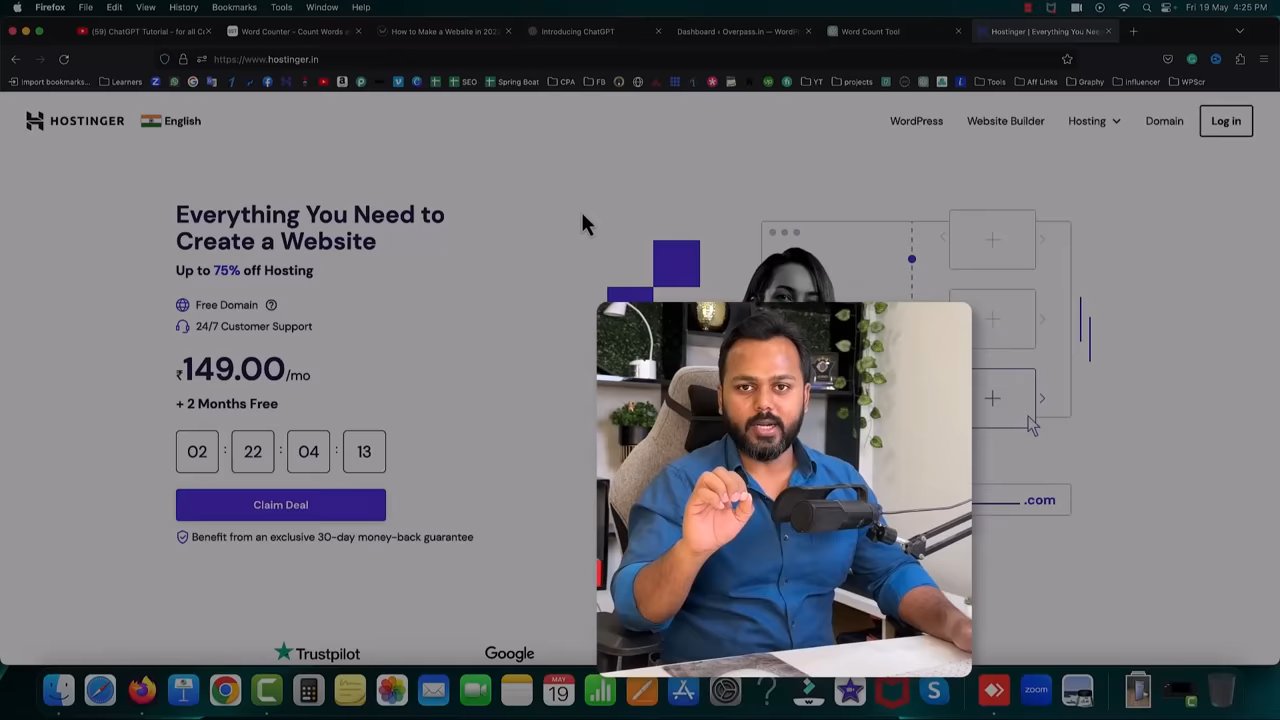 Firefox File Edit View History Bookmarks Tools Window Help Fri 19 May 4:25 PM
(59) ChatGPT Tutorial - for all Cr Word Counter - Count Words e How to Make a Website in 202 Introducing ChatGPT Dashboard ‹ Overpass.in — WordP Word Count Tool Hostinger | Everything You Nee
https://www.hostinger.in
Import bookmarks... Learners SEO Spring Boat CPA FB YT projects Tools Aff Links Graphy influencer WPScr
HOSTINGER English WordPress Website Builder Hosting Domain Log in
Everything You Need to
Create a Website
Up to 75% off Hosting
Free Domain
24/7 Customer Support
₹149.00/mo
+ 2 Months Free
02 : 22 : 04 : 13
.com
Claim Deal
Benefit from an exclusive 30-day money-back guarantee
Trustpilot Google
MAY
19
zoom